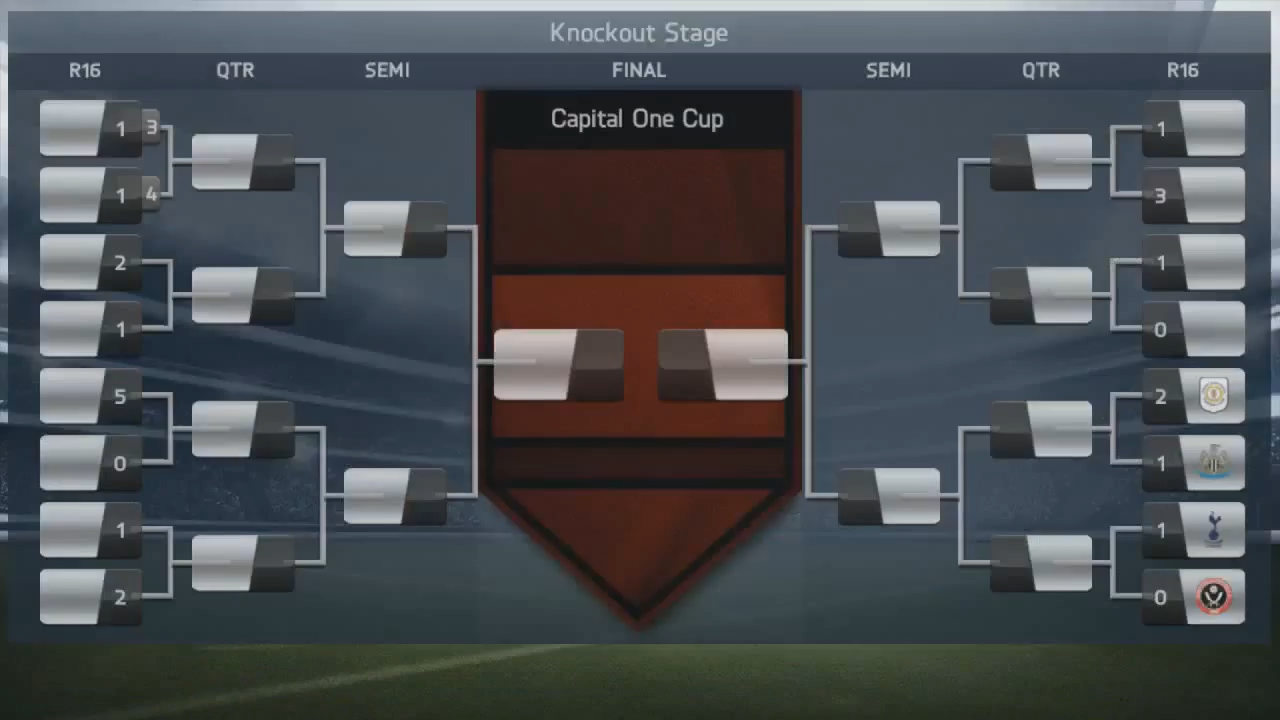 Knockout Stage
R16 QTR SEMI FINAL SEMI QTR R16
Capital One Cup
1 3 1
1 4 3
2 1
1 0
5 2
0 1
1 1
2 0